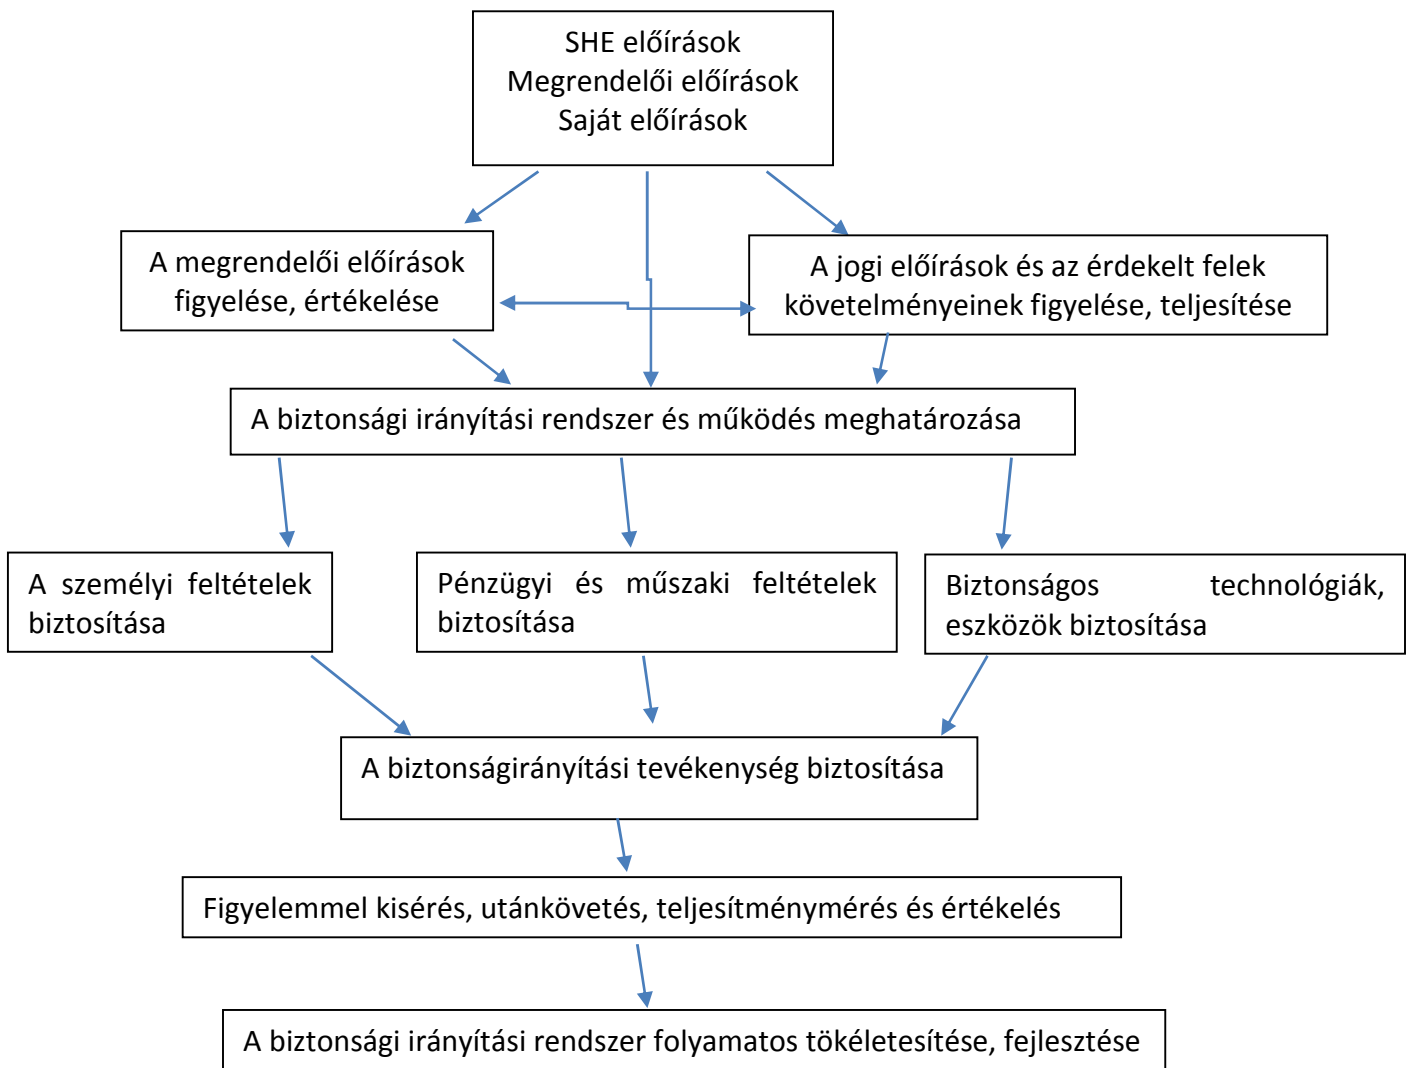 SHE előírások
Megrendelői előírások
Saját előírások
A megrendelői előírások
figyelése, értékelése
A jogi előírások és az érdekelt felek
követelményeinek figyelése, teljesítése
A biztonsági irányítási rendszer és működés meghatározása
A személyi feltételek
biztosítása
Pénzügyi és műszaki feltételek
biztosítása
Biztonságos technológiák,
eszközök biztosítása
A biztonságirányítási tevékenység biztosítása
Figyelemmel kisérés, utánkövetés, teljesítménymérés és értékelés
A biztonsági irányítási rendszer folyamatos tökéletesítése, fejlesztése